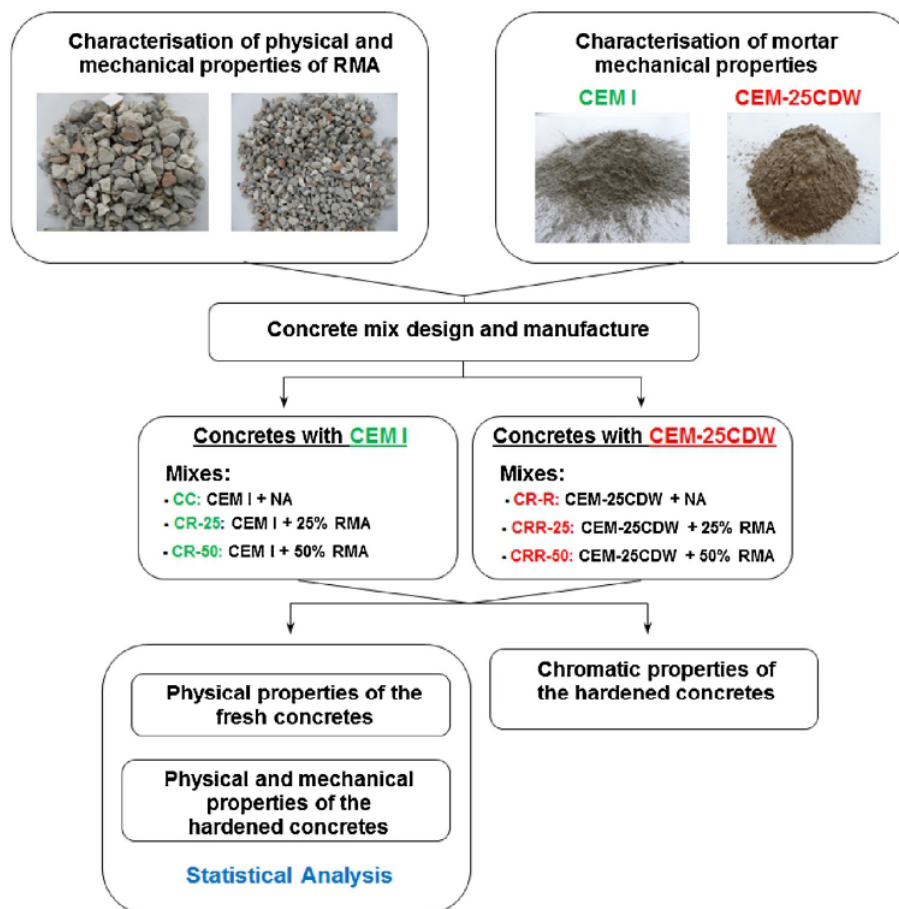 Characterisation of physical and
mechanical properties of RMA
Characterisation of mortar
mechanical properties
CEM I
CEM-25CDW
Concrete mix design and manufacture
Concretes with CEM I
Mixes:
- CC: CEM I + NA
- CR-25: CEM I + 25% RMA
- CR-50: CEM I + 50% RMA
Concretes with CEM-25CDW
Mixes:
- CR-R: CEM-25CDW + NA
- CRR-25: CEM-25CDW + 25% RMA
- CRR-50: CEM-25CDW + 50% RMA
Physical properties of the
fresh concretes
Physical and mechanical
properties of the
hardened concretes
Statistical Analysis
Chromatic properties of
the hardened concretes